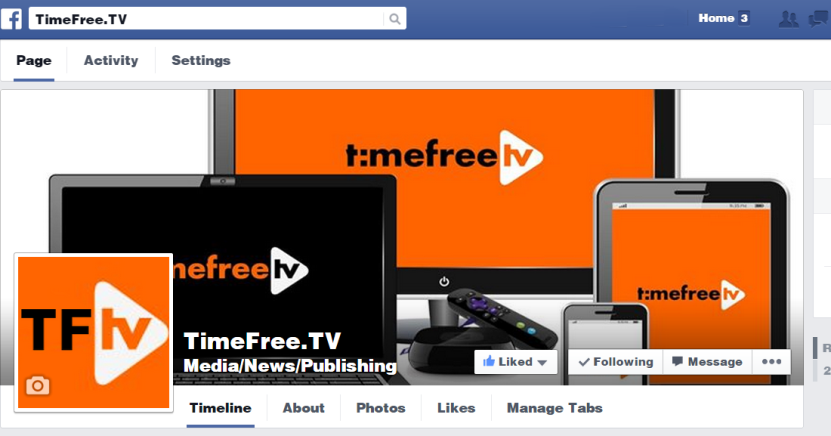 TimeFree.TV
Home 3
Page Activity Settings
t:mefree tv
mefree tv
t:mefree tv
TF tv
TimeFree.TV
Media/News/Publishing
Liked
Following
Message
Timeline About Photos Likes Manage Tabs
R
2